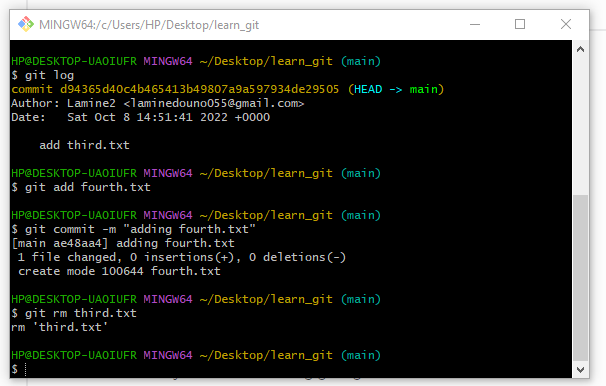 MINGW64:/c/Users/HP/Desktop/learn_git
HP@DESKTOP-UAOIUFR MINGW64 ~/Desktop/learn_git (main)
$ git log
commit d94365d40c4b465413b49807a9a597934de29505 (HEAD -> main)
Author: Lamine2 <laminedouno055@gmail.com>
Date:   Sat Oct 8 14:51:41 2022 +0000
    add third.txt
HP@DESKTOP-UAOIUFR MINGW64 ~/Desktop/learn_git (main)
$ git add fourth.txt
HP@DESKTOP-UAOIUFR MINGW64 ~/Desktop/learn_git (main)
$ git commit -m "adding fourth.txt"
[main ae48aa4] adding fourth.txt
 1 file changed, 0 insertions(+), 0 deletions(-)
 create mode 100644 fourth.txt
HP@DESKTOP-UAOIUFR MINGW64 ~/Desktop/learn_git (main)
$ git rm third.txt
rm 'third.txt'
HP@DESKTOP-UAOIUFR MINGW64 ~/Desktop/learn_git (main)
$